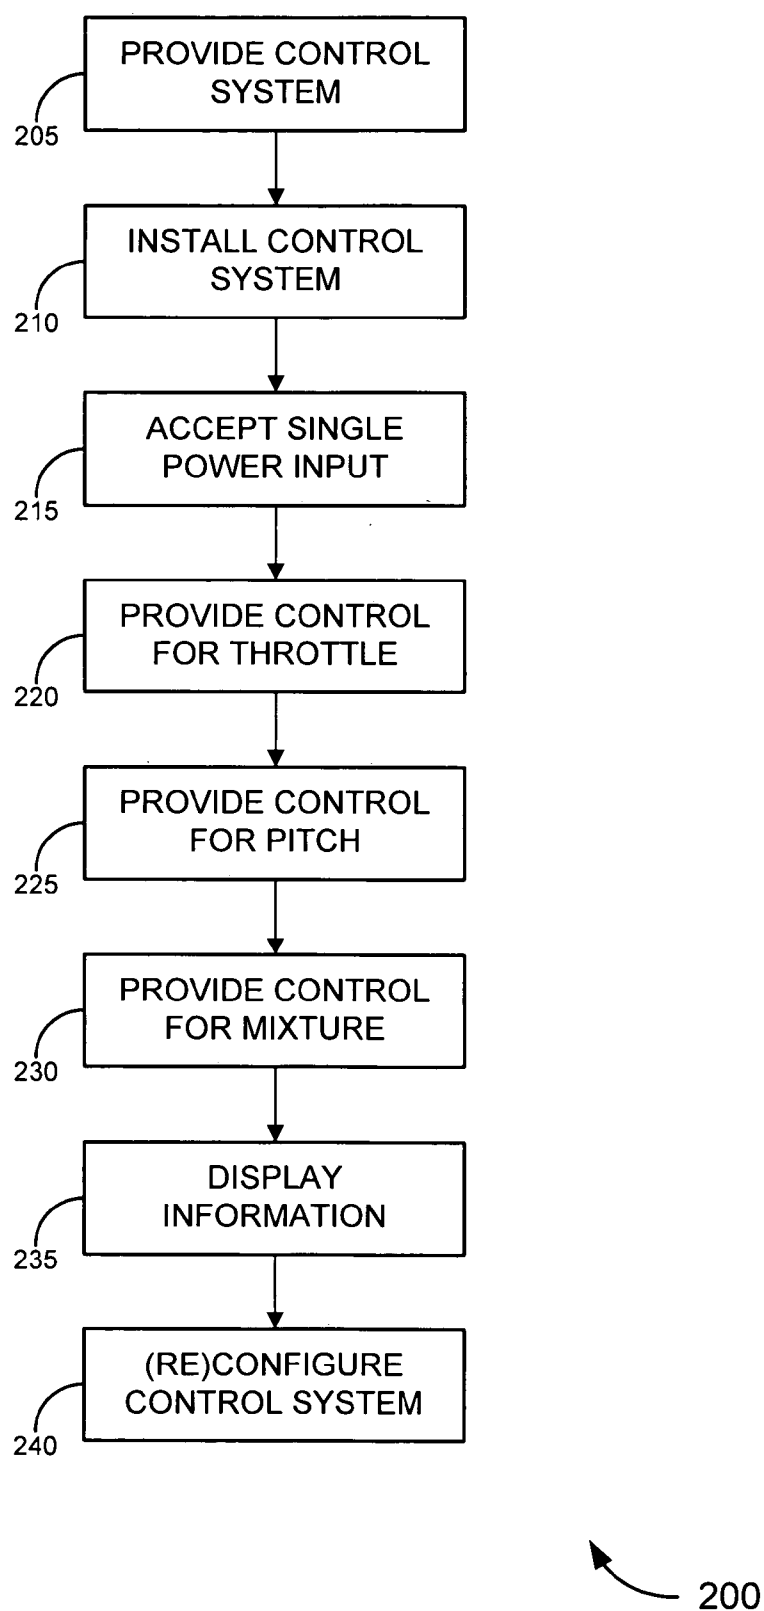 PROVIDE CONTROL
SYSTEM
205
INSTALL CONTROL
SYSTEM
210
ACCEPT SINGLE
POWER INPUT
215
PROVIDE CONTROL
FOR THROTTLE
220
PROVIDE CONTROL
FOR PITCH
225
PROVIDE CONTROL
FOR MIXTURE
230
DISPLAY
INFORMATION
235
(RE)CONFIGURE
CONTROL SYSTEM
240
200